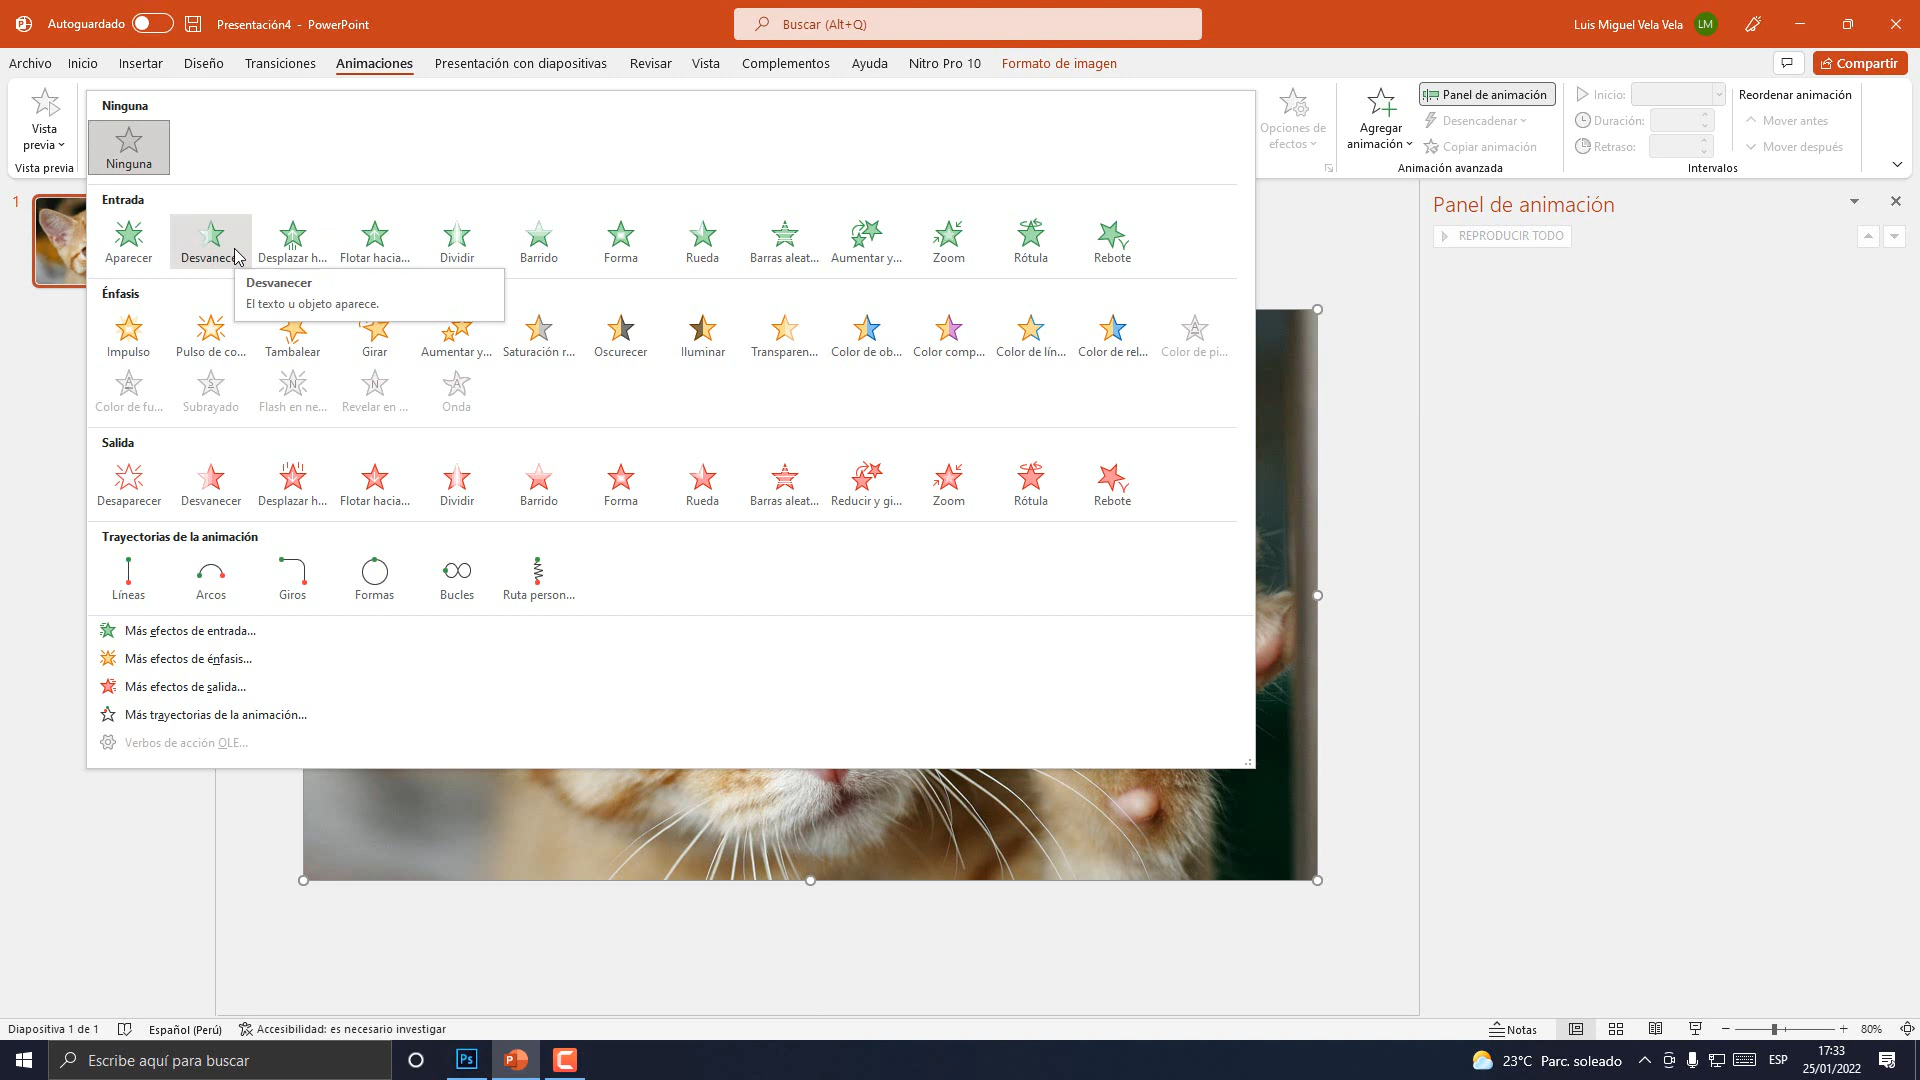 Autoguardado
Presentación4 - PowerPoint
Buscar (Alt+Q)
Luis Miguel Vela Vela
LM
Archivo
Inicio
Insertar
Diseño
Transiciones
Animaciones
Presentación con diapositivas
Revisar
Vista
Complementos
Ayuda
Nitro Pro 10
Formato de imagen
Compartir
Vista
previa
Vista previa
Opciones de
efectos
Agregar
animación
Panel de animación
Desencadenar
Copiar animación
Animación avanzada
Inicio:
Duración:
Retraso:
Reordenar animación
Mover antes
Mover después
Intervalos
Ninguna
Ninguna
Entrada
Aparecer
Desvanecer
Desplazar h...
Flotar hacia...
Dividir
Barrido
Forma
Rueda
Barras aleat...
Aumentar y...
Zoom
Rótula
Rebote
Desvanecer
El texto u objeto aparece.
Énfasis
Impulso
Pulso de co...
Tambalear
Girar
Aumentar y...
Saturación r...
Oscurecer
Iluminar
Transparen...
Color de ob...
Color comp...
Color de lín...
Color de rel...
Color de pi...
Color de fu...
Subrayado
Flash en ne...
Revelar en ...
Onda
Salida
Desaparecer
Desvanecer
Desplazar h...
Flotar hacia...
Dividir
Barrido
Forma
Rueda
Barras aleat...
Reducir y gi...
Zoom
Rótula
Rebote
Trayectorias de la animación
Líneas
Arcos
Giros
Formas
Bucles
Ruta person...
Más efectos de entrada...
Más efectos de énfasis...
Más efectos de salida...
Más trayectorias de la animación...
Verbos de acción OLE...
1
Panel de animación
REPRODUCIR TODO
Diapositiva 1 de 1
Español (Perú)
Accesibilidad: es necesario investigar
Notas
80%
Escribe aquí para buscar
Ps
23°C Parc. soleado
ESP
17:33
25/01/2022